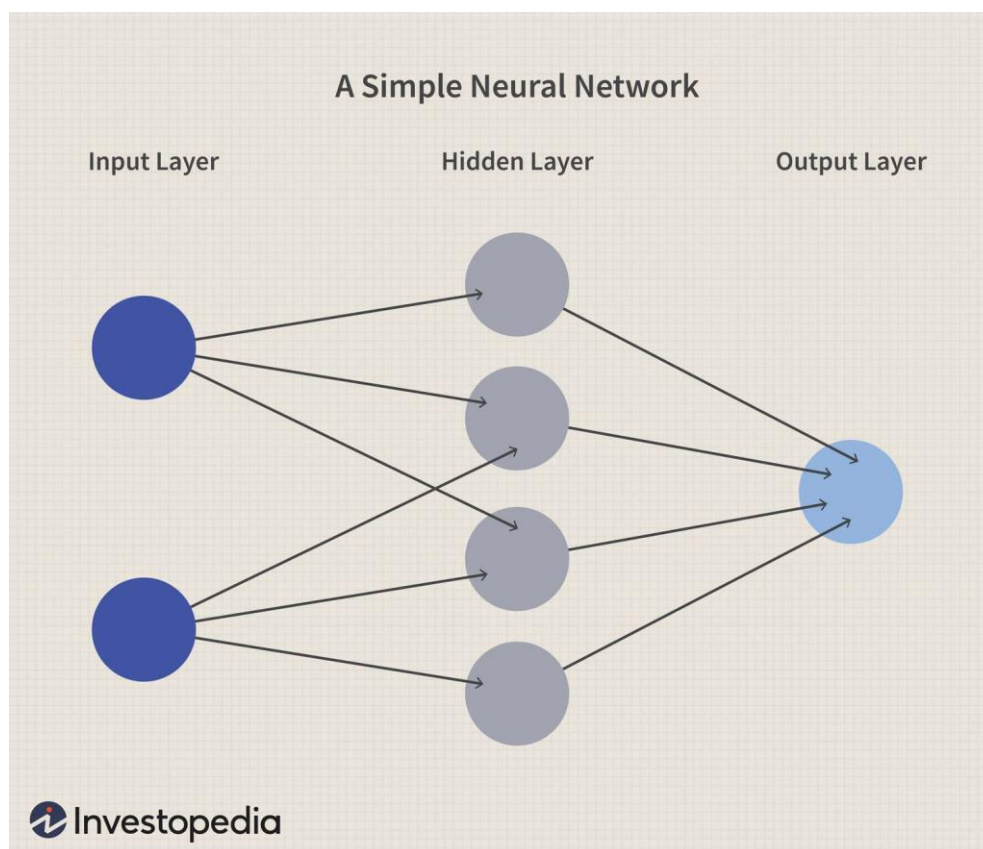 A Simple Neural Network
Input Layer
Hidden Layer
Output Layer
Investopedia